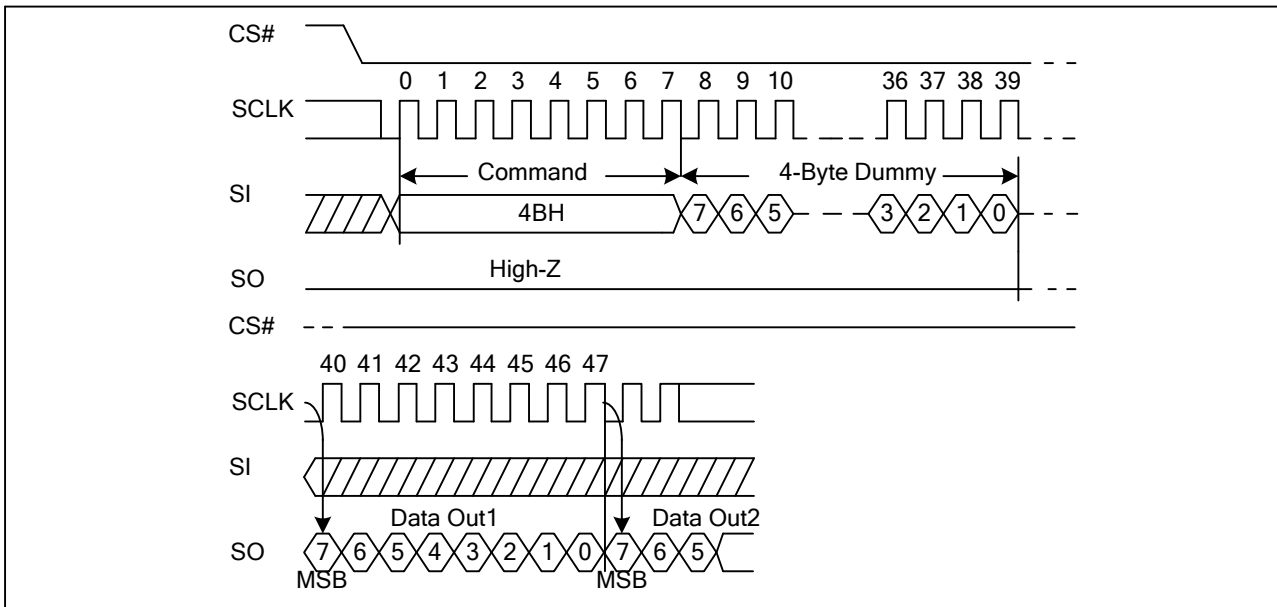 CS#
0 1 2 3 4 5 6 7 8 9 10 36 37 38 39
SCLK
Command 4-Byte Dummy
SI
4BH 7 6 5 3 2 1 0
High-Z
SO
CS#
40 41 42 43 44 45 46 47
SCLK
SI
Data Out1 Data Out2
SO 7 6 5 4 3 2 1 0 7 6 5
MSB MSB